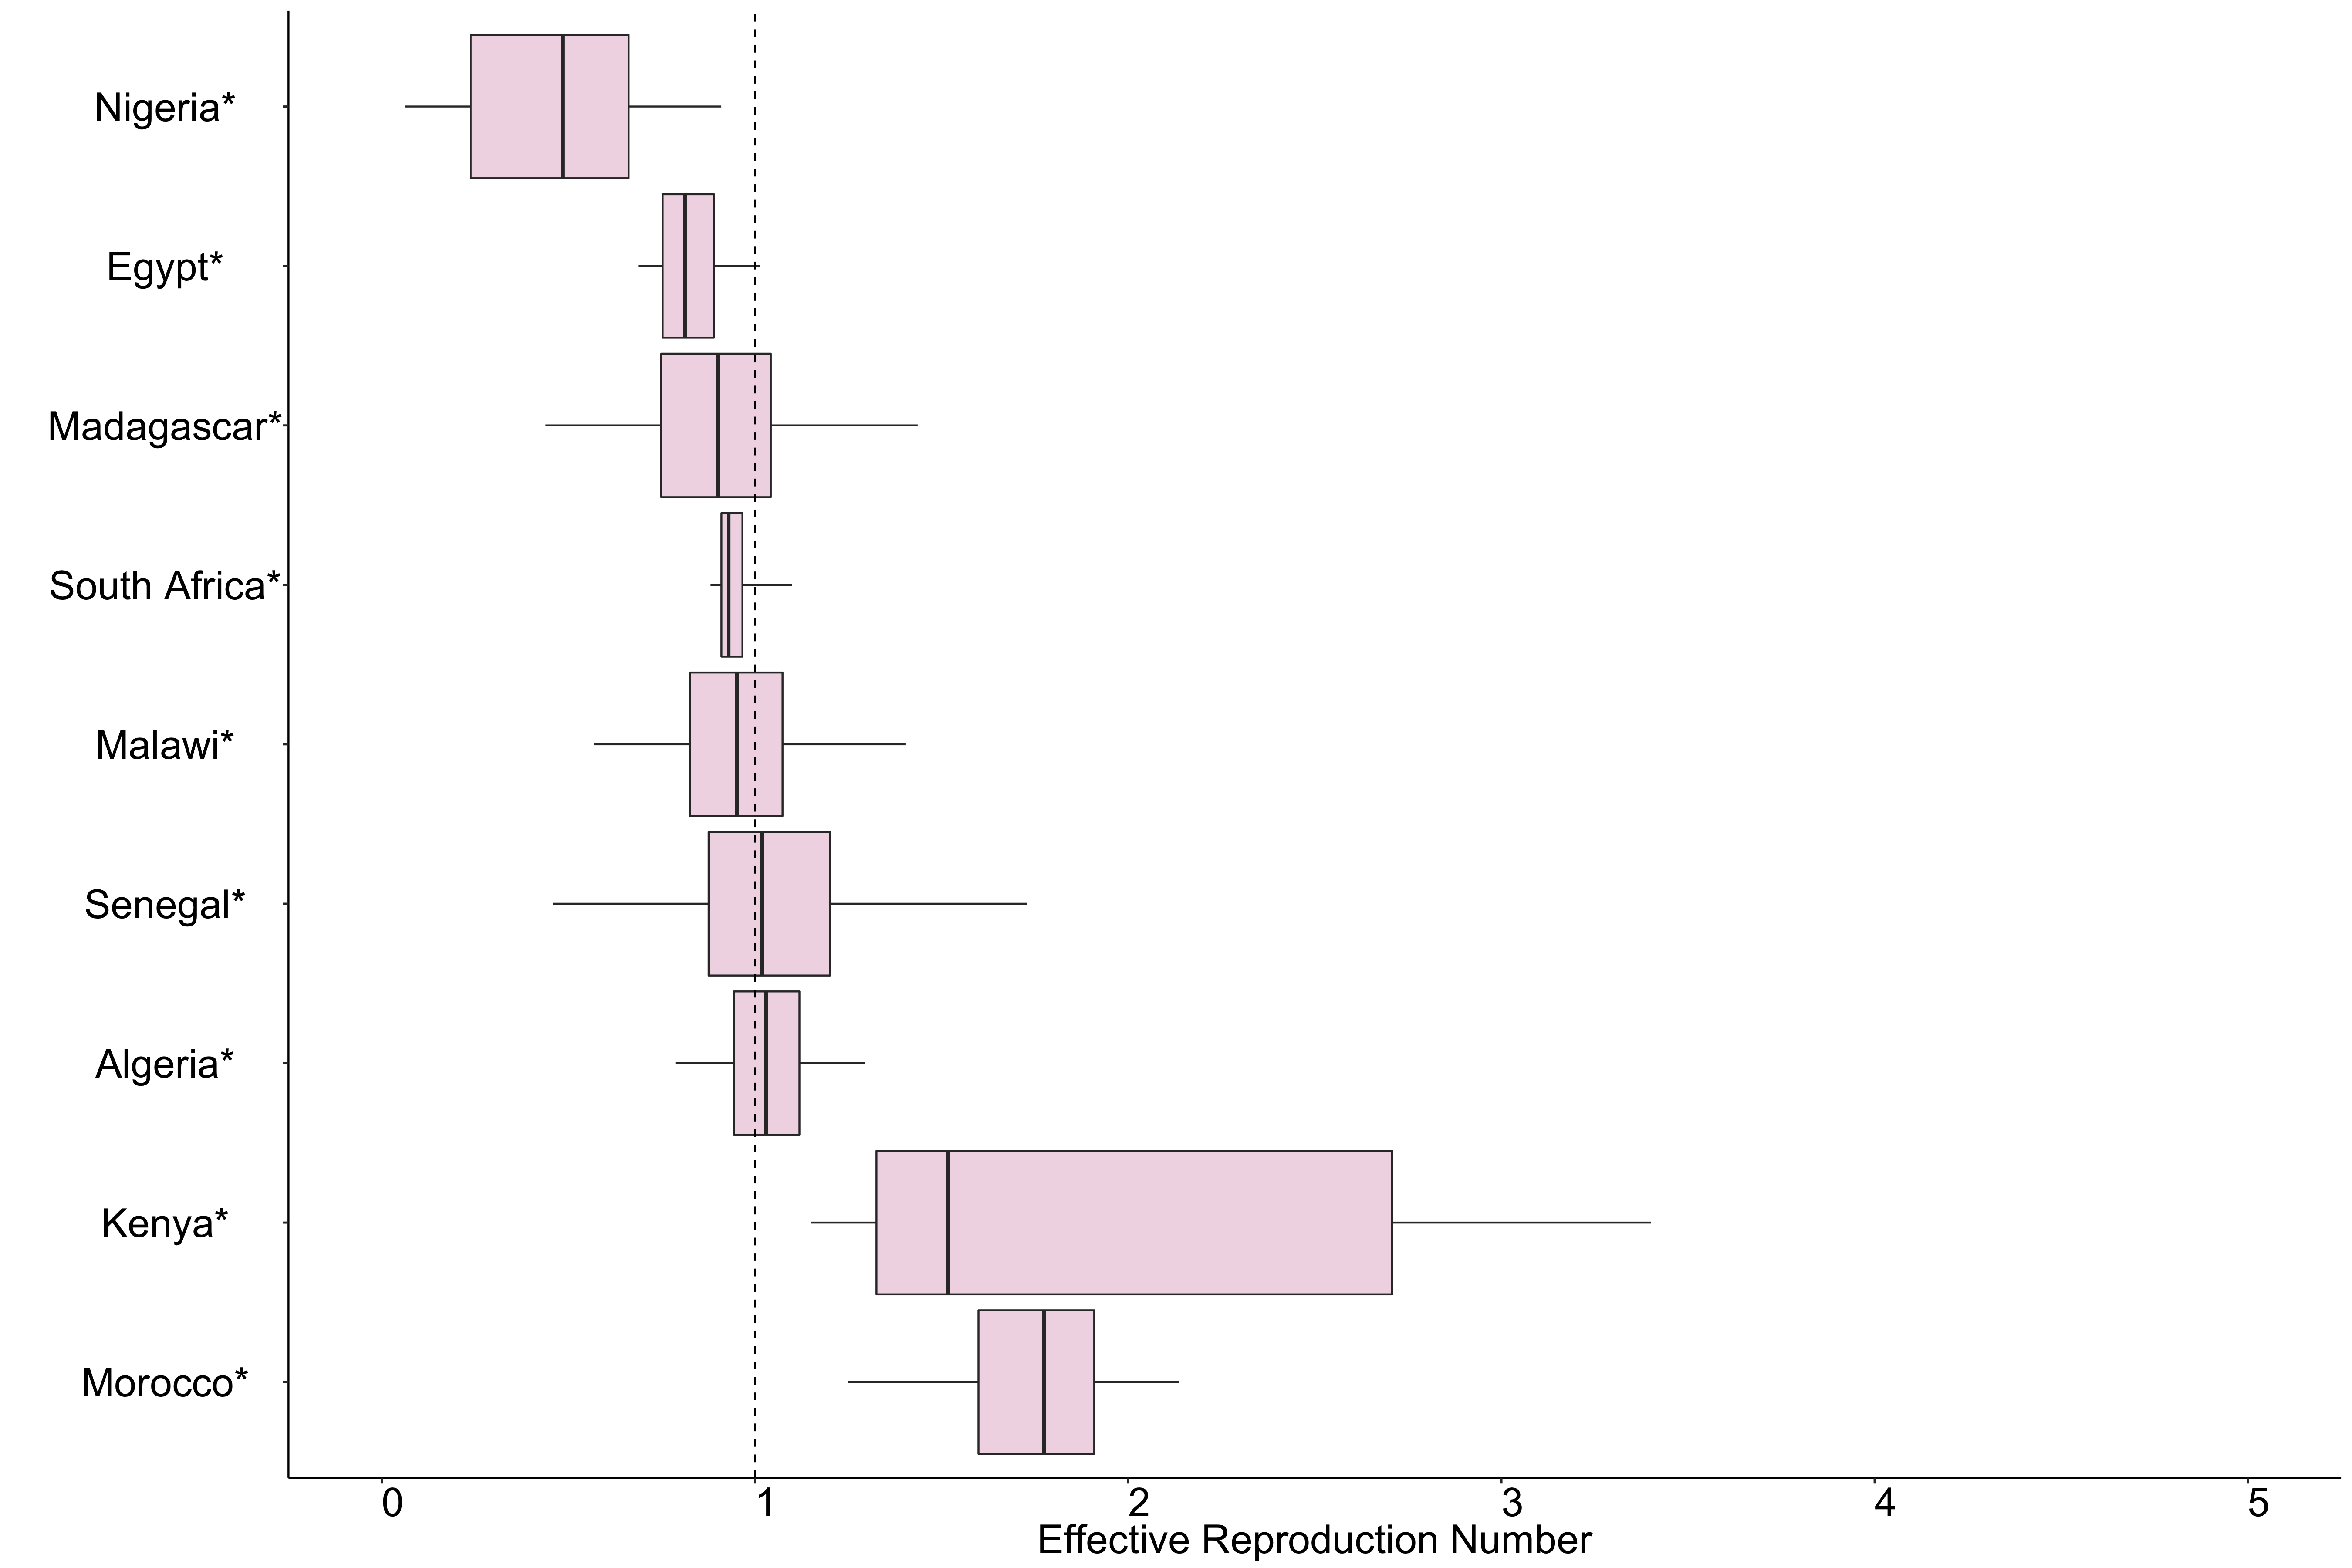 Nigeria*
Egypt*
Madagascar*
South Africa*
Malawi*
Senegal*
Algeria*
Kenya*
Morocco*
0 1 2 3 4 5
Effective Reproduction Number